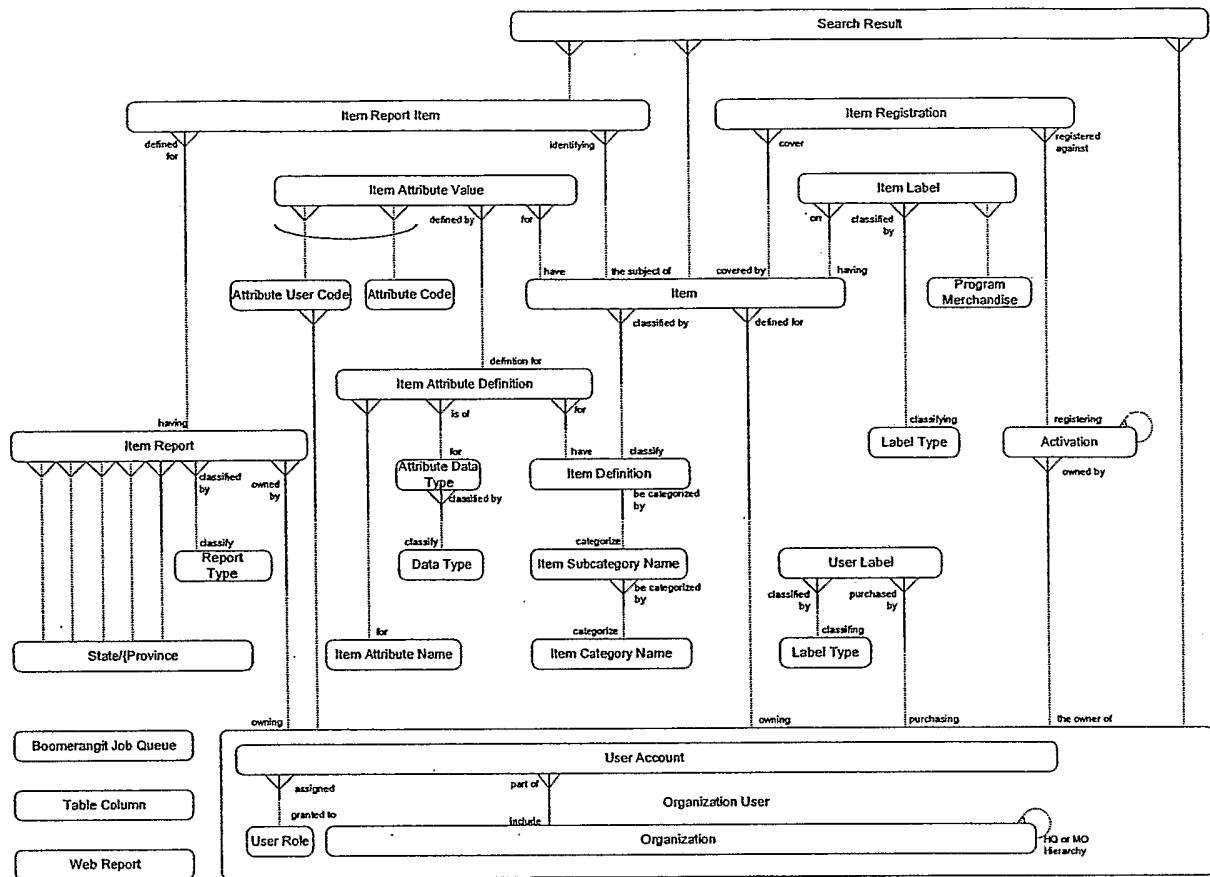 Search Result
Item Report Item
Item Registration
defined
for
identifying
cover
registered
against
Item Attribute Value
Item Label
defined by
for
on
classified
by
have
the subject of
covered by
having
Attribute User Code
Attribute Code
Item
Program
Merchandise
classified by
defined for
definition for
Item Attribute Definition
is of
for
having
classifying
registering
Item Report
Label Type
Activation
for
have
classify
classified
by
owned
by
Attribute Data
Type
Item Definition
owned by
classified by
be categorized
by
classify
classify
categorize
Report
Type
Data Type
Item Subcategory Name
User Label
be categorized
by
classified
by
purchased
by
for
categorize
classifing
State/{Province
Item Attribute Name
Item Category Name
Label Type
owning
owning
purchasing
the owner of
Boomerangit Job Queue
User Account
assigned
part of
Table Column
Organization User
granted to
include
User Role
Organization
HQ or MO
Hierarchy
Web Report